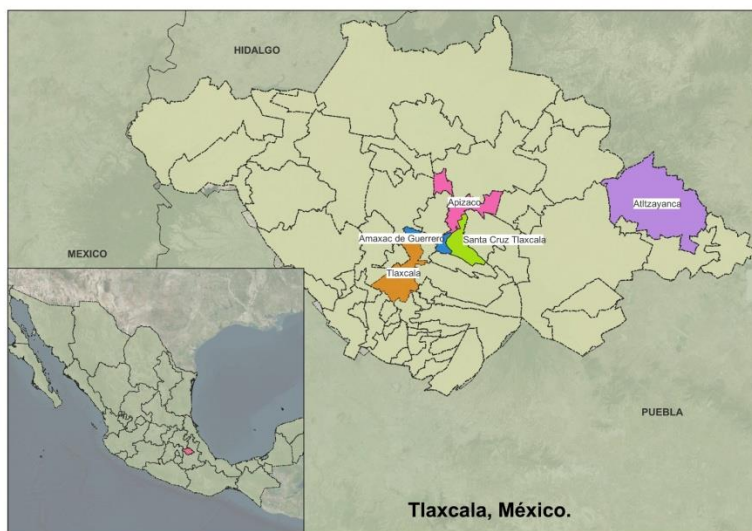 HIDALGO
Apizaco
Atltzayanca
Amaxac de Guerrero
Santa Cruz Tlaxcala
MEXICO
Tlaxcala
PUEBLA
Tlaxcala, México.